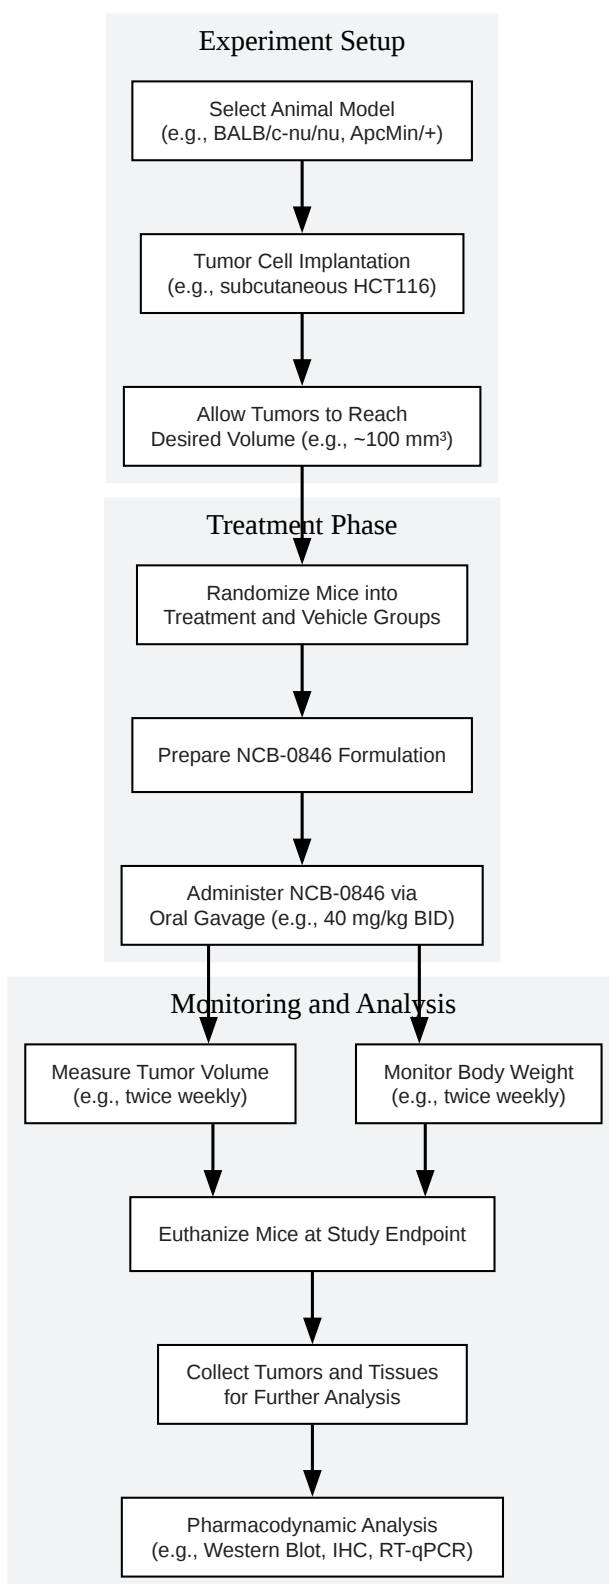 Experiment Setup
Select Animal Model
(e.g., BALB/c-nu/nu, ApcMin/+)
Tumor Cell Implantation
(e.g., subcutaneous HCT116)
Allow Tumors to Reach
Desired Volume (e.g., ~100 mm³)
Treatment Phase
Randomize Mice into
Treatment and Vehicle Groups
Prepare NCB-0846 Formulation
Administer NCB-0846 via
Oral Gavage (e.g., 40 mg/kg BID)
Monitoring and Analysis
Measure Tumor Volume
(e.g., twice weekly)
Monitor Body Weight
(e.g., twice weekly)
Euthanize Mice at Study Endpoint
Collect Tumors and Tissues
for Further Analysis
Pharmacodynamic Analysis
(e.g., Western Blot, IHC, RT-qPCR)